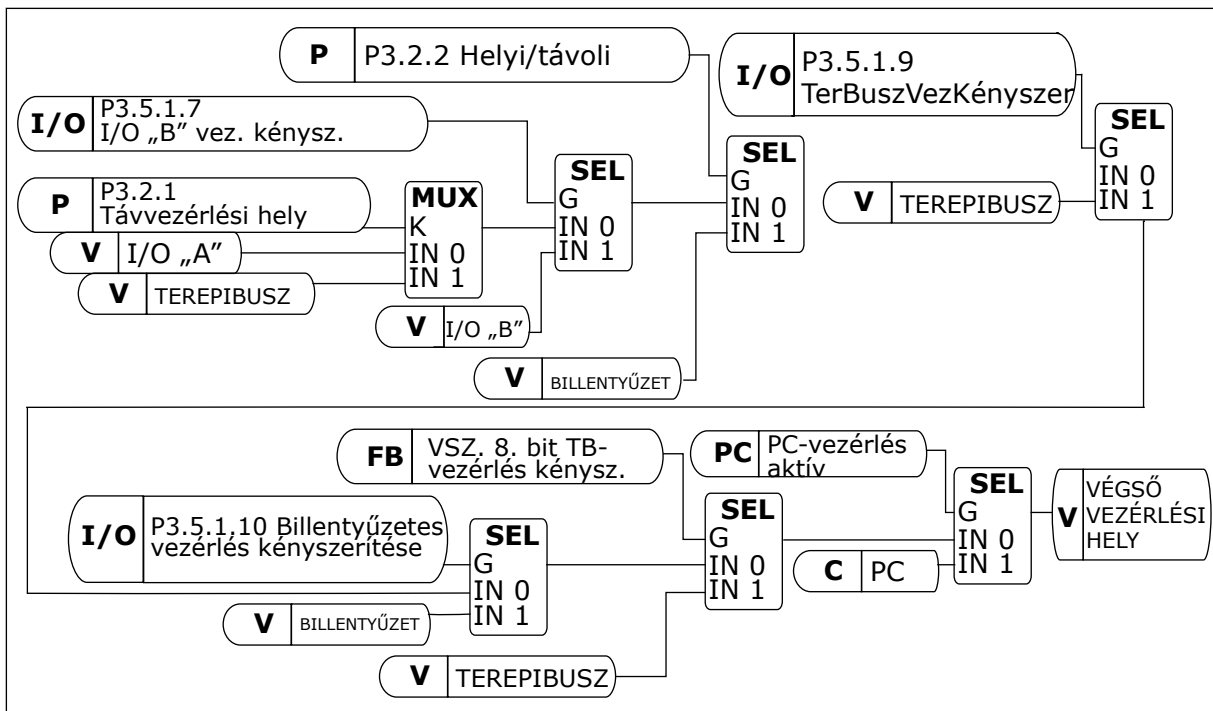 P P3.2.2 Helyi/távoli
I/O P3.5.1.9
TerBuszVezKényszer
I/O P3.5.1.7
I/O „B” vez. kénysz.
SEL
G
IN 0
IN 1
SEL
G
IN 0
IN 1
SEL
G
IN 0
IN 1
P P3.2.1
Távvezérlési hely
MUX
K
IN 0
IN 1
V TEREPIBUSZ
V I/O „A”
V TEREPIBUSZ
V I/O „B”
V BILLENTYŰZET
FB VSZ. 8. bit TB-
vezérlés kénysz.
PC PC-vezérlés
aktív
SEL
G
IN 0
IN 1
V VÉGSŐ
VEZÉRLÉSI
HELY
I/O P3.5.1.10 Billentyűzetes
vezérlés kényszerítése
SEL
G
IN 0
IN 1
SEL
G
IN 0
IN 1
C PC
V BILLENTYŰZET
V TEREPIBUSZ